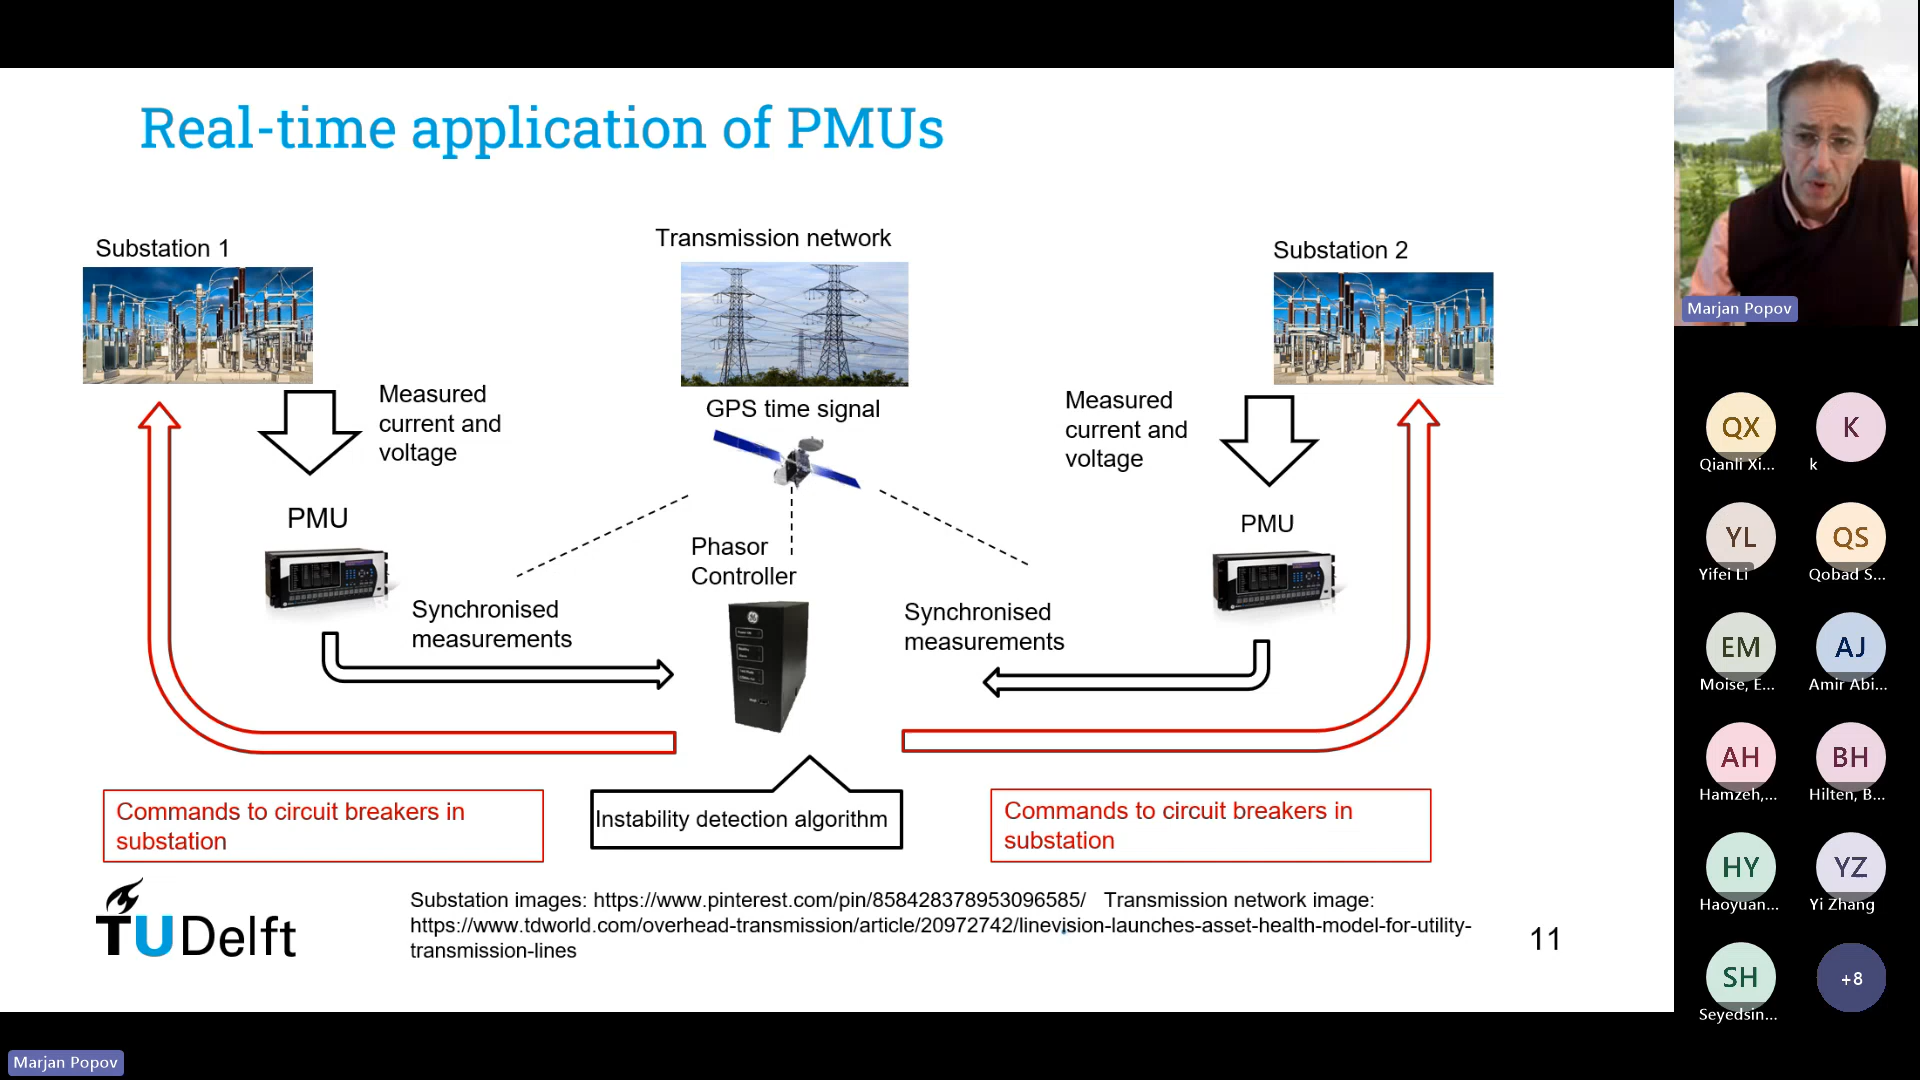 Real-time application of PMUs
Substation 1
Transmission network
Substation 2
Measured
current and
voltage
GPS time signal
Measured
current and
voltage
PMU
PMU
Phasor
Controller
Synchronised
measurements
Synchronised
measurements
Commands to circuit breakers in
substation
Instability detection algorithm
Commands to circuit breakers in
substation
TUDelft
Substation images: https://www.pinterest.com/pin/858428378953096585/ Transmission network image:
https://www.tdworld.com/overhead-transmission/article/20972742/linevision-launches-asset-health-model-for-utility-
transmission-lines
11
Marjan Popov
Marjan Popov
QX
Qianli Xi...
K
k
YL
Yifei Li
QS
Qobad S...
EM
Moise, E...
AJ
Amir Abi...
AH
Hamzeh,...
BH
Hilten, B...
HY
Haoyuan...
YZ
Yi Zhang
SH
Seyedsin...
+8